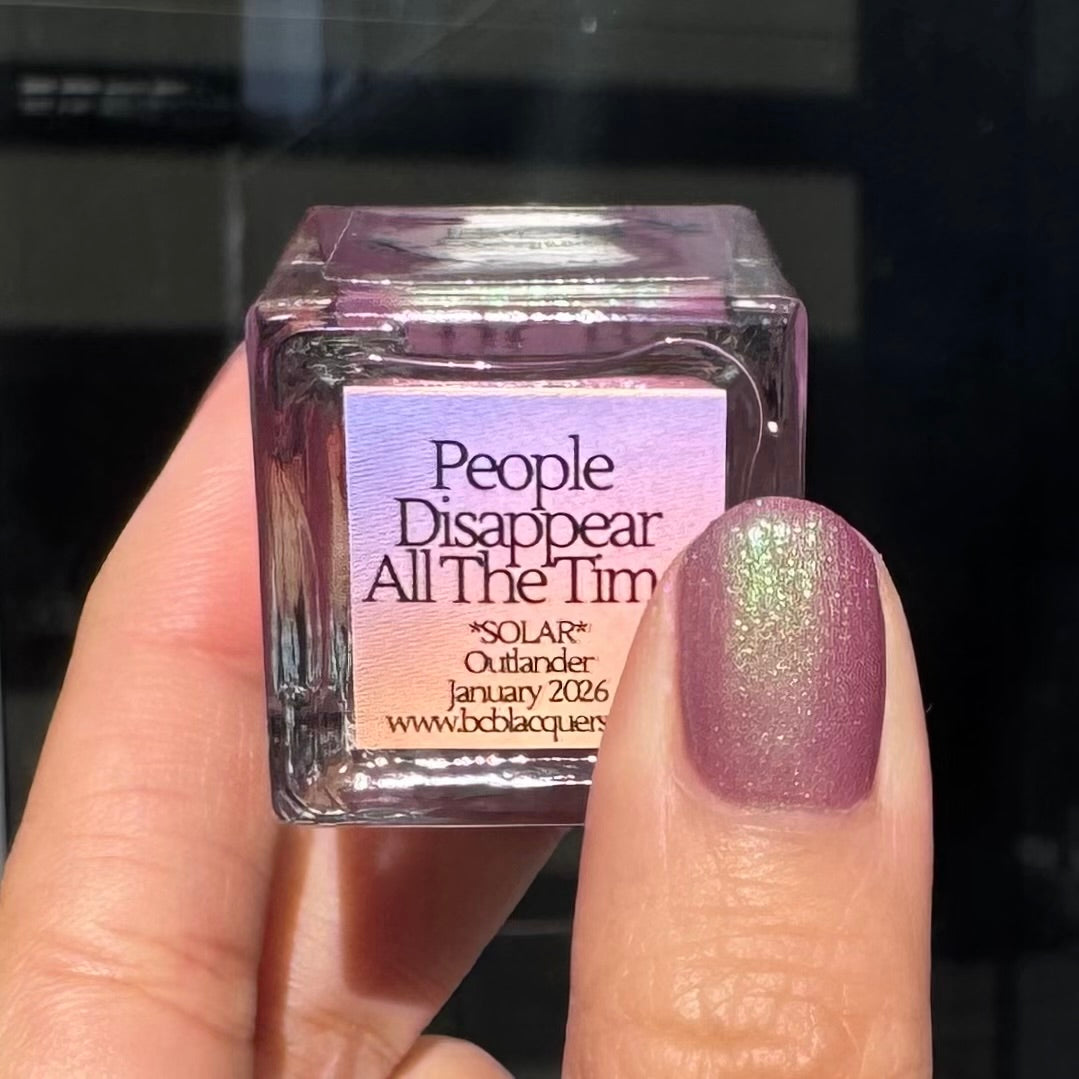 People
Disappear
All The Tim
*SOLAR*
Outlander
January 2026
www.bcblacquers